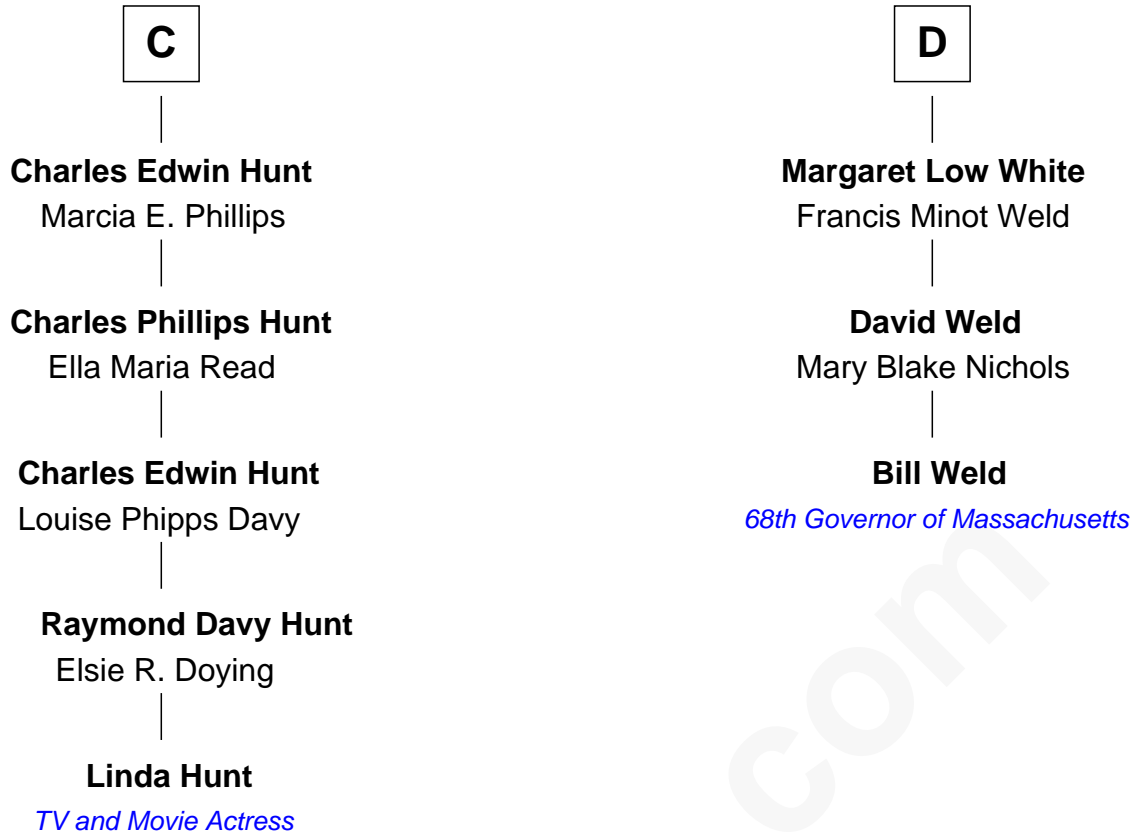 C
Charles Edwin Hunt
Marcia E. Phillips
Charles Phillips Hunt
Ella Maria Read
Charles Edwin Hunt
Louise Phipps Davy
Raymond Davy Hunt
Elsie R. Doying
Linda Hunt
TV and Movie Actress
D
Margaret Low White
Francis Minot Weld
David Weld
Mary Blake Nichols
Bill Weld
68th Governor of Massachusetts
com